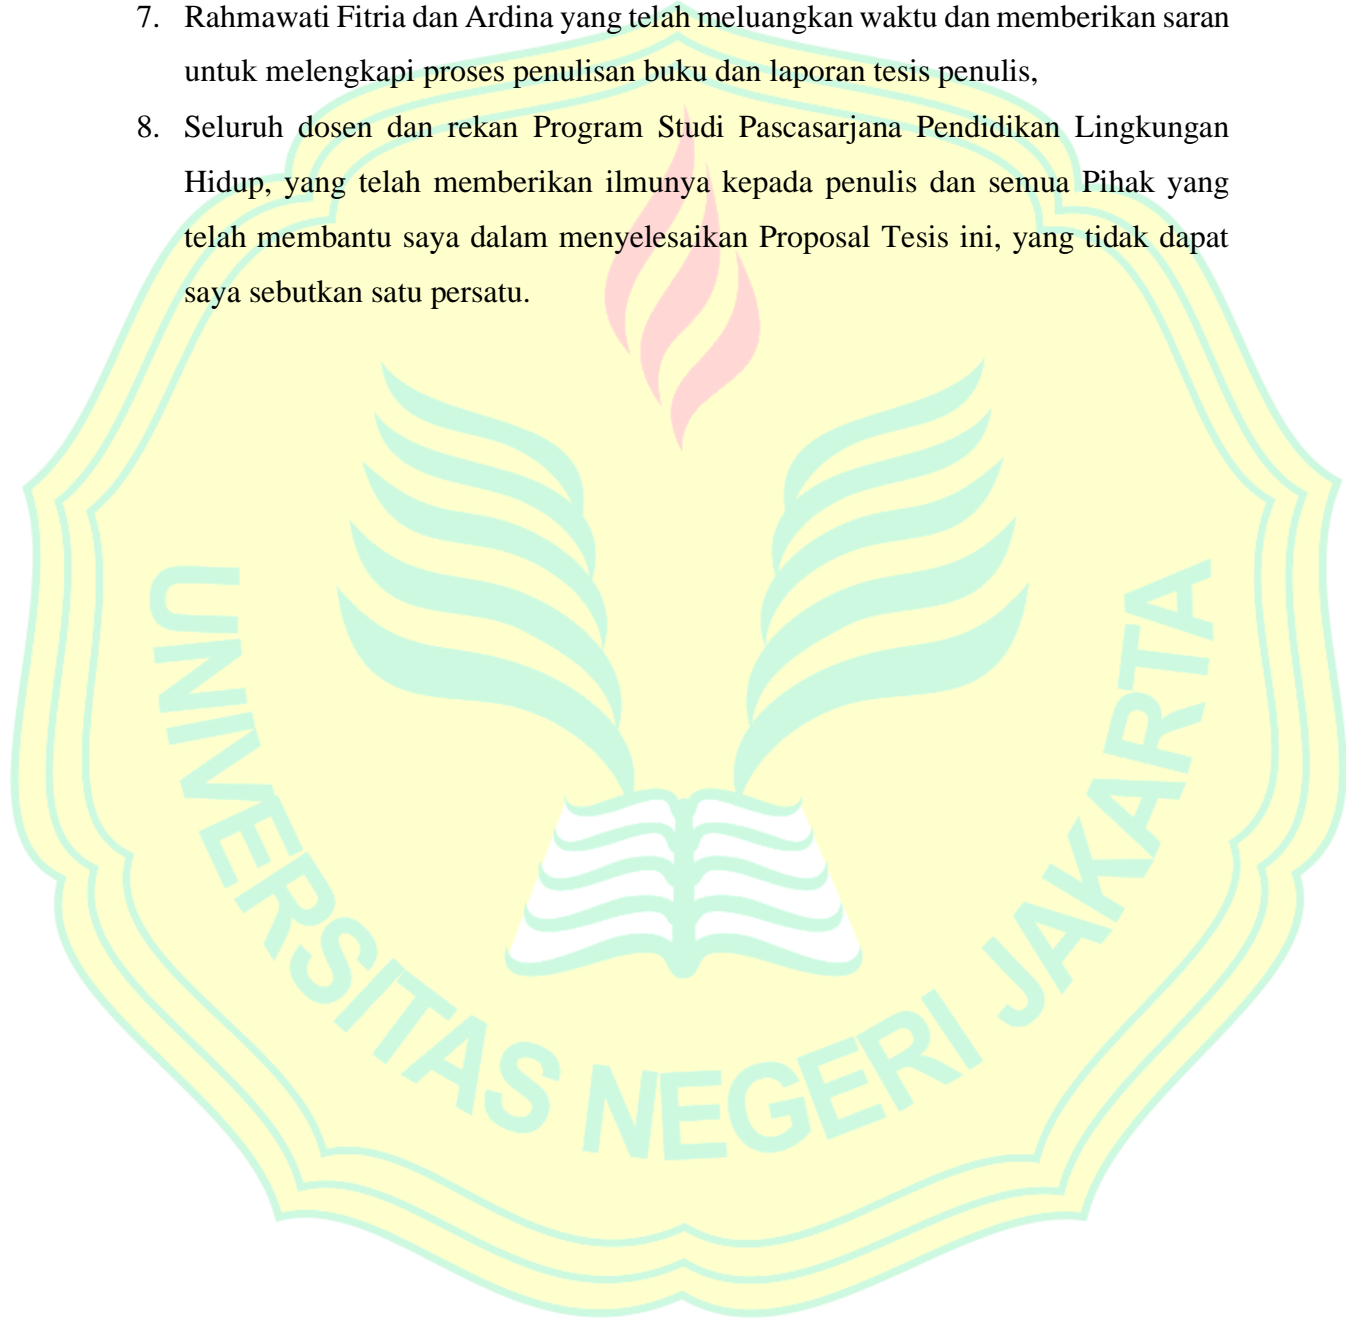 7. Rahmawati Fitria dan Ardina yang telah meluangkan waktu dan memberikan saran
untuk melengkapi proses penulisan buku dan laporan tesis penulis,
8. Seluruh dosen dan rekan Program Studi Pascasarjana Pendidikan Lingkungan
Hidup, yang telah memberikan ilmunya kepada penulis dan semua Pihak yang
telah membantu saya dalam menyelesaikan Proposal Tesis ini, yang tidak dapat
saya sebutkan satu persatu.
UNIVERSITAS NEGERI JAKARTA